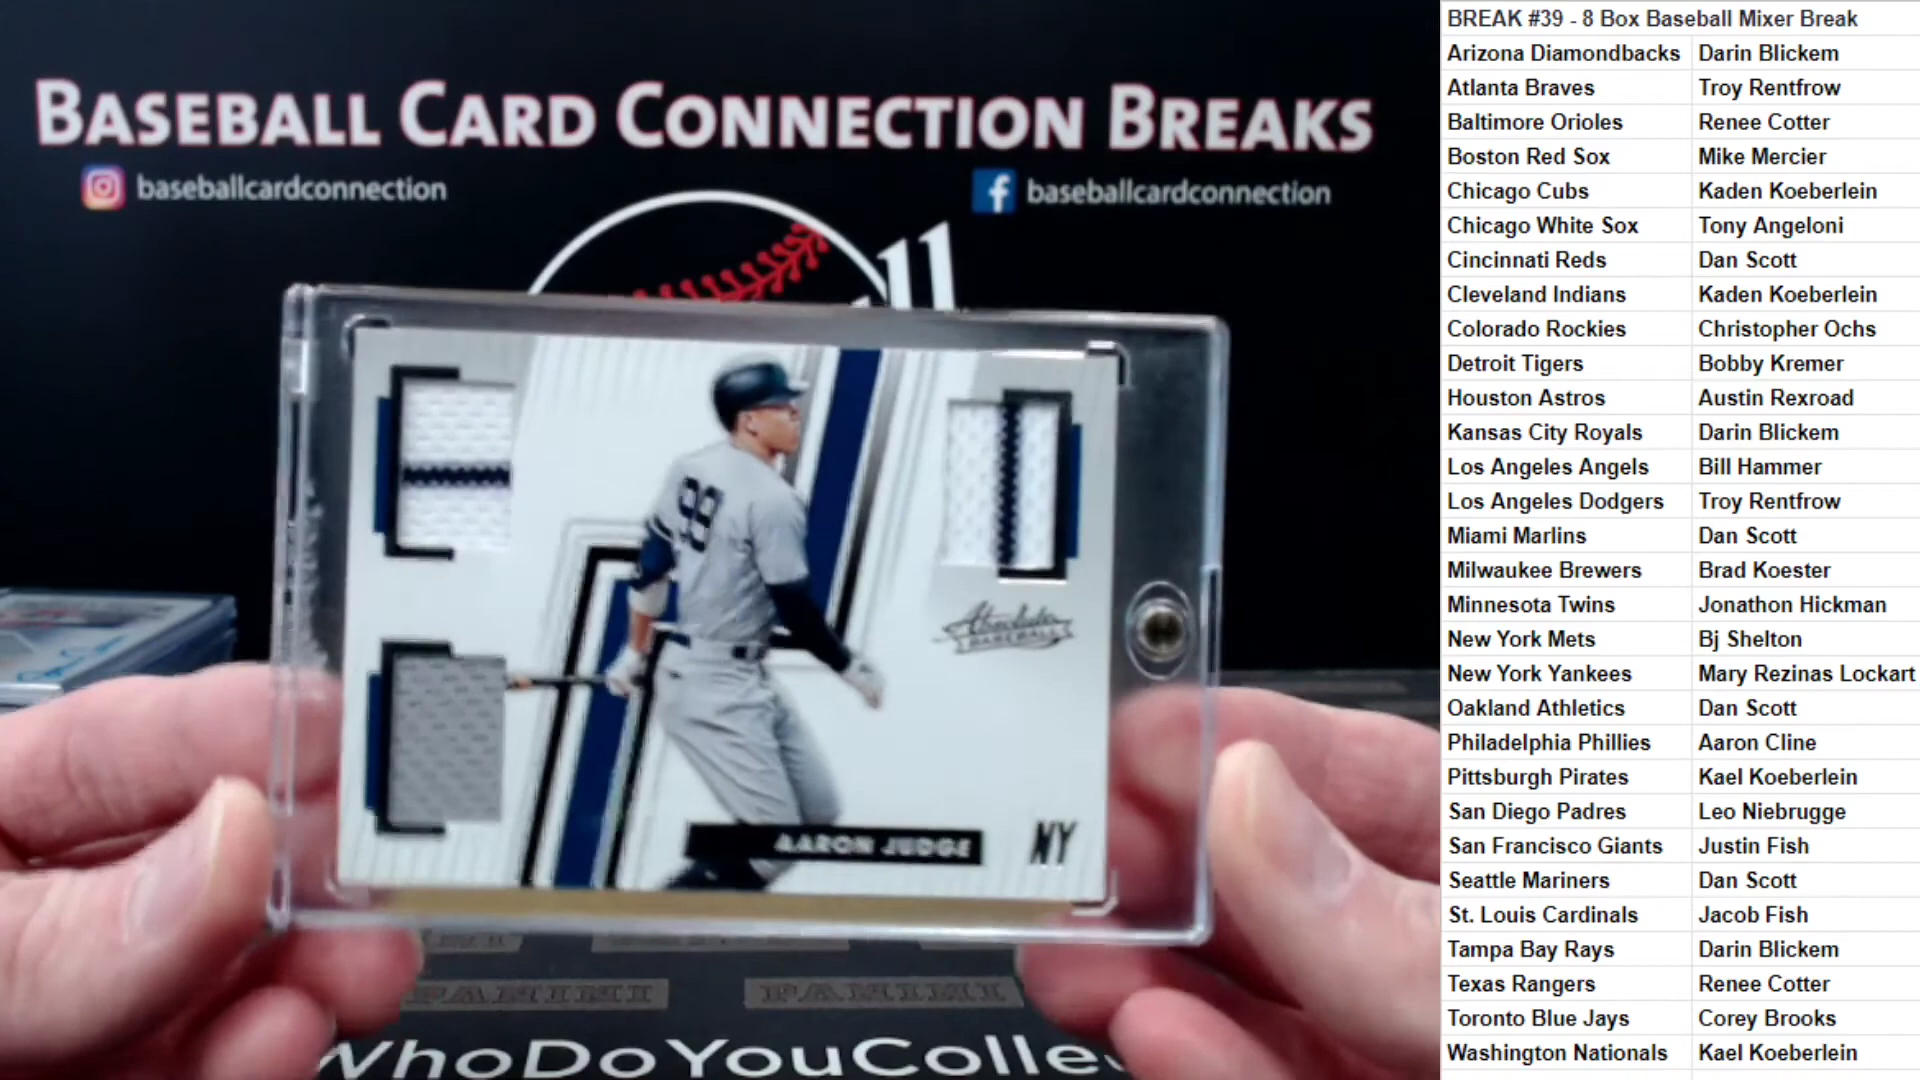 BASEBALL CARD CONNECTION BREAKS
baseballcardconnection
baseballcardconnection
99
Absolute
BASEBALL
AARON JUDGE
NY
PANINI
PANINI
WhoDoYouColle
BREAK #39 - 8 Box Baseball Mixer Break
Arizona Diamondbacks Darin Blickem
Atlanta Braves Troy Rentfrow
Baltimore Orioles Renee Cotter
Boston Red Sox Mike Mercier
Chicago Cubs Kaden Koeberlein
Chicago White Sox Tony Angeloni
Cincinnati Reds Dan Scott
Cleveland Indians Kaden Koeberlein
Colorado Rockies Christopher Ochs
Detroit Tigers Bobby Kremer
Houston Astros Austin Rexroad
Kansas City Royals Darin Blickem
Los Angeles Angels Bill Hammer
Los Angeles Dodgers Troy Rentfrow
Miami Marlins Dan Scott
Milwaukee Brewers Brad Koester
Minnesota Twins Jonathon Hickman
New York Mets Bj Shelton
New York Yankees Mary Rezinas Lockart
Oakland Athletics Dan Scott
Philadelphia Phillies Aaron Cline
Pittsburgh Pirates Kael Koeberlein
San Diego Padres Leo Niebrugge
San Francisco Giants Justin Fish
Seattle Mariners Dan Scott
St. Louis Cardinals Jacob Fish
Tampa Bay Rays Darin Blickem
Texas Rangers Renee Cotter
Toronto Blue Jays Corey Brooks
Washington Nationals Kael Koeberlein